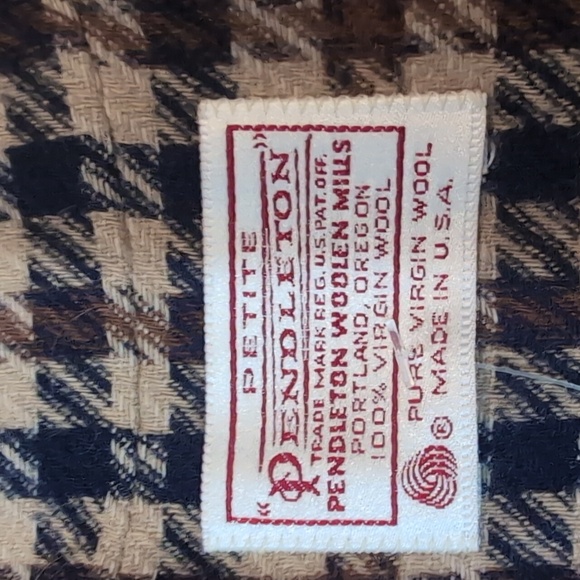 PETITE
"PENDLETON"
TRADE MARK REG. U.S. PAT. OFF.
PENDLETON WOOLEN MILLS
PORTLAND, OREGON
100% VIRGIN WOOL
PURE VIRGIN WOOL
® MADE IN U.S.A.